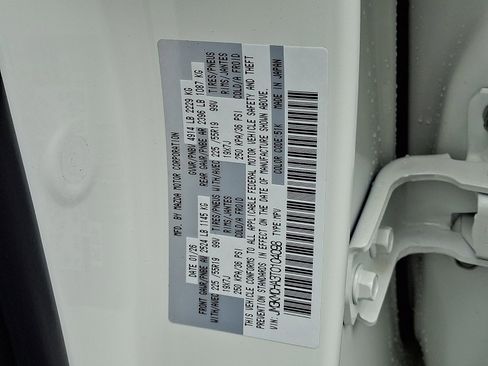 MFD. BY MAZDA MOTOR CORPORATION
DATE: 01/26 GVWR/PNBV 4914 LB 2229 KG
FRONT GAWR/PNBE AV 2524 LB 1145 KG REAR GAWR/PNBE AR 2396 LB 1087 KG
WITH/AVEC 225 /55R19 99V TIRES/PNEUS WITH/AVEC 225 /55R19 99V TIRES/PNEUS
19X7J RIMS/JANTES 19X7J RIMS/JANTES
250 KPA/36 PSI COLD/A FROID 250 KPA/36 PSI COLD/A FROID
THIS VEHICLE CONFORMS TO ALL APPLICABLE FEDERAL MOTOR VEHICLE SAFETY AND THEFT
PREVENTION STANDARDS IN EFFECT ON THE DATE OF MANUFACTURE SHOWN ABOVE.
VIN: TYPE: MPV COLOR CODE: 51K MADE IN JAPAN